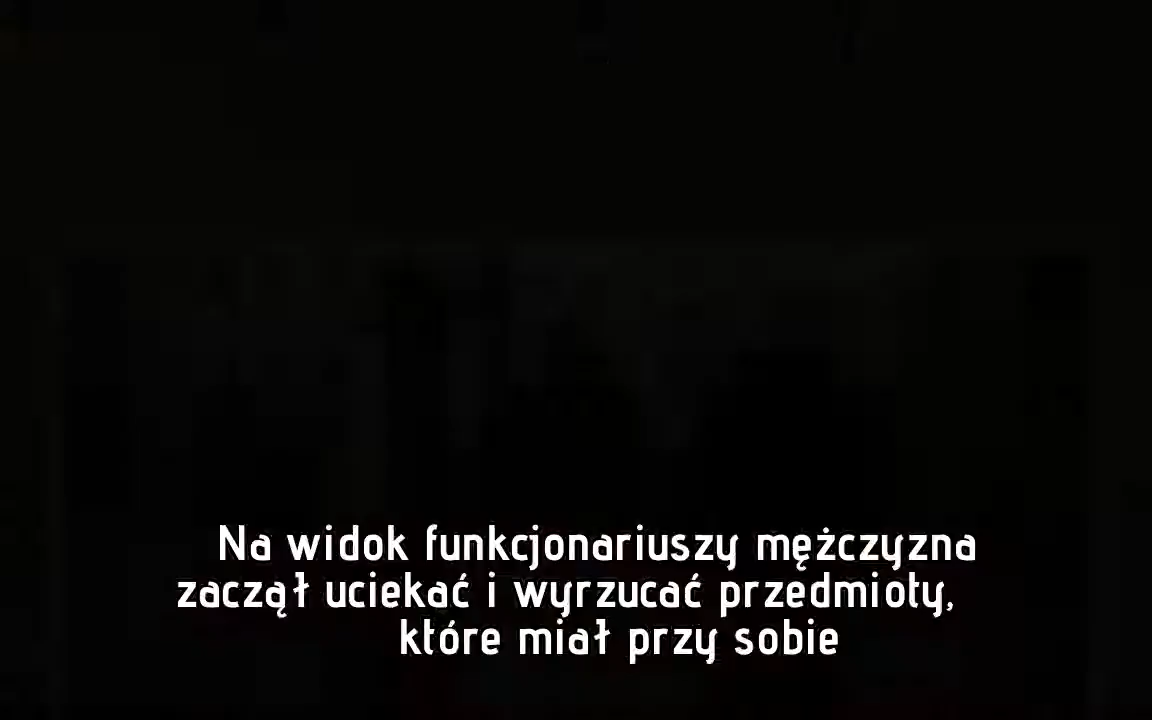 Na widok funkcjonariuszy mężczyzna
zaczął uciekać i wyrzucać przedmioty,
które miał przy sobie